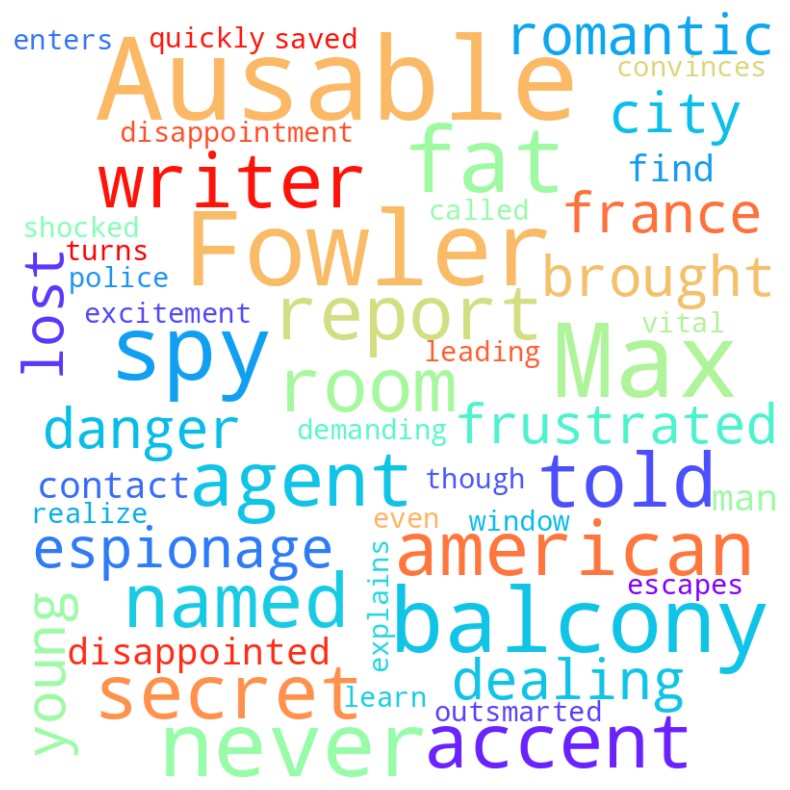 enters
quickly
saved
romantic
Ausable
convinces
city
disappointment
fat
writer
find
called
france
shocked
Fowler
turns
lost
police
brought
excitement
report
vital
spy
leading
Max
room
danger
demanding
frustrated
contact
agent
though
told
man
realize
even
window
espionage
american
explains
escapes
named
balcony
young
disappointed
secret
learn
dealing
outsmarted
never
accent